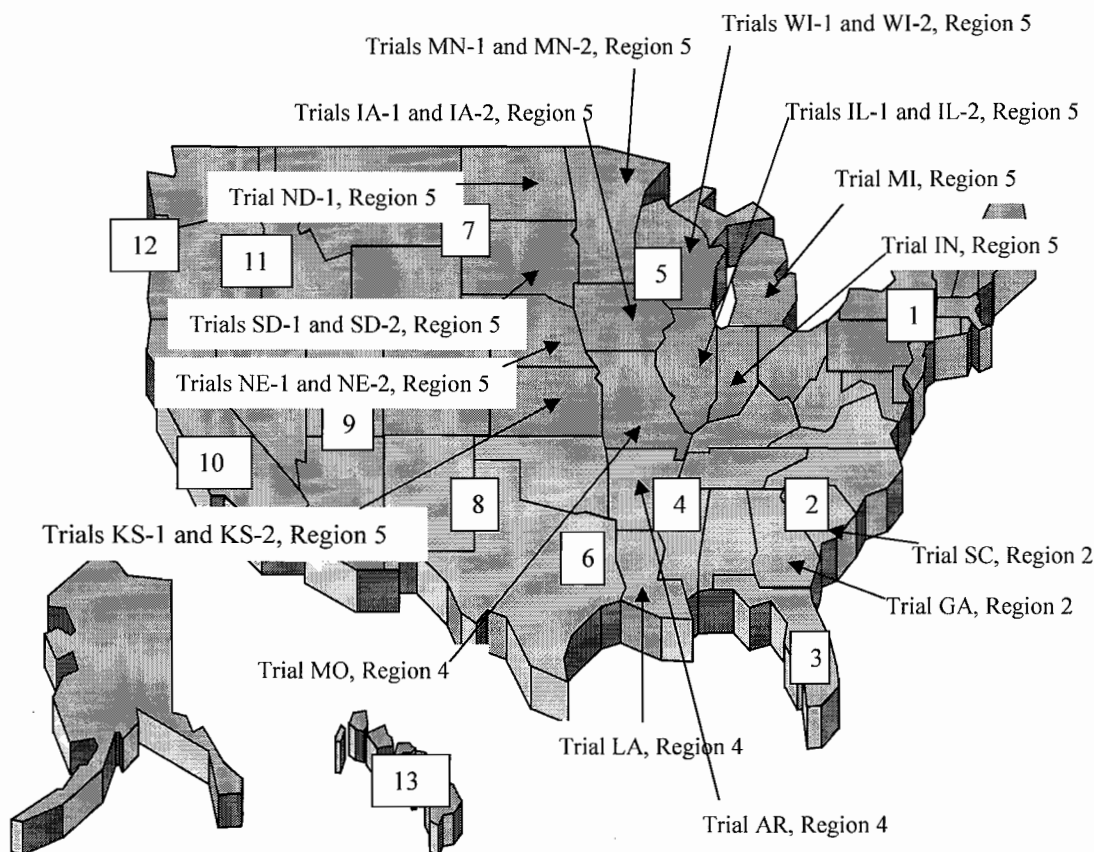 Trials WI-1 and WI-2, Region 5
Trials MN-1 and MN-2, Region 5
Trials IA-1 and IA-2, Region 5
Trials IL-1 and IL-2, Region 5
Trial ND-1, Region 5
Trial MI, Region 5
7
12
11
5
Trial IN, Region 5
1
Trials SD-1 and SD-2, Region 5
Trials NE-1 and NE-2, Region 5
9
10
8
4
2
Trials KS-1 and KS-2, Region 5
6
Trial SC, Region 2
Trial GA, Region 2
3
Trial MO, Region 4
Trial LA, Region 4
13
Trial AR, Region 4